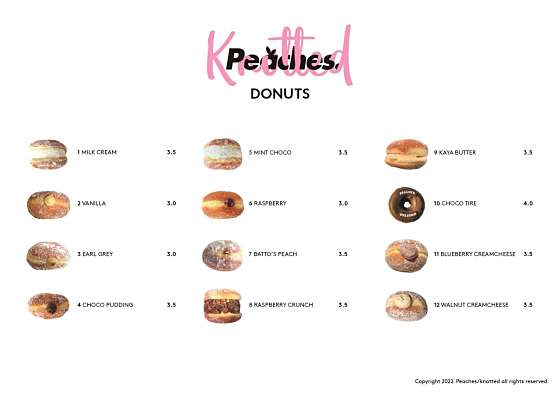 Knotted
Peaches.
DONUTS
1 MILK CREAM 3.5
2 VANILLA 3.0
3 EARL GREY 3.0
4 CHOCO PUDDING 3.5
5 MINT CHOCO 3.5
6 RASPBERRY 3.0
7 BATTO'S PEACH 3.5
8 RASPBERRY CRUNCH 3.5
9 KAYA BUTTER 3.5
10 CHOCO TIRE 4.0
11 BLUEBERRY CREAMCHEESE 3.5
12 WALNUT CREAMCHEESE 3.5
Copyright 2022. Peaches/knotted all rights reserved.